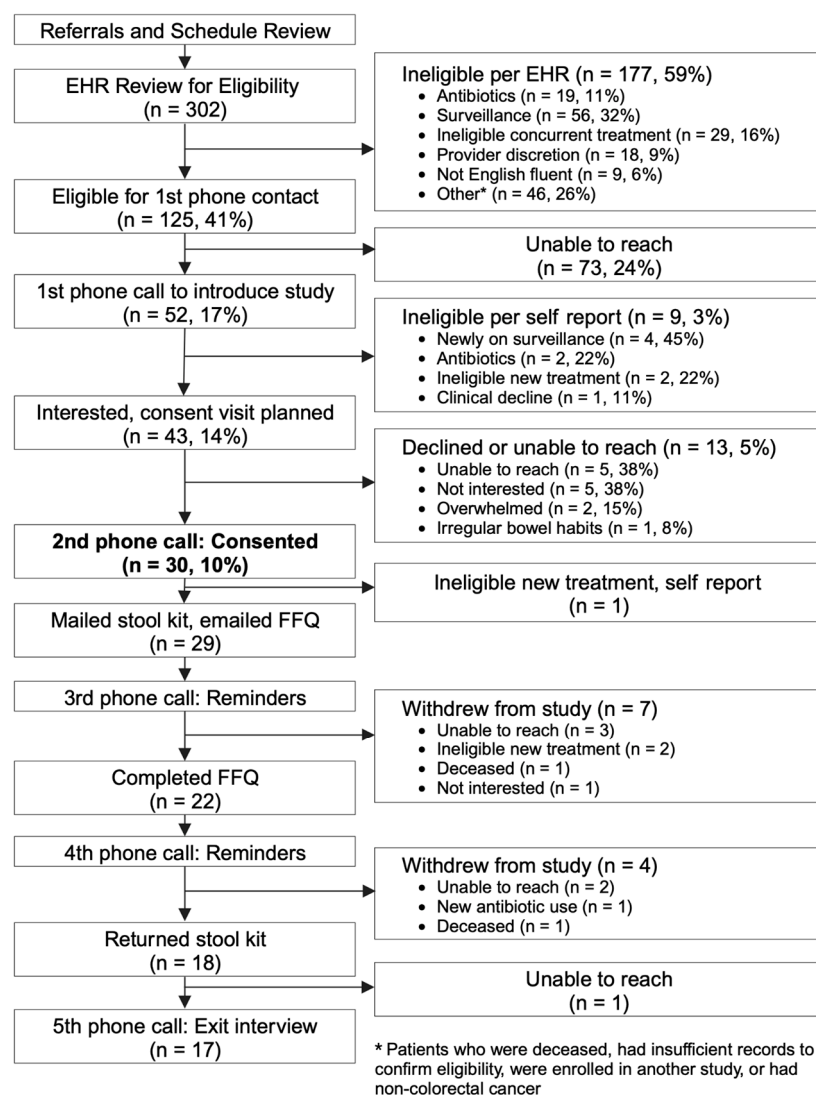 Referrals and Schedule Review
EHR Review for Eligibility
(n = 302)
Ineligible per EHR (n = 177, 59%)
• Antibiotics (n = 19, 11%)
• Surveillance (n = 56, 32%)
• Ineligible concurrent treatment (n = 29, 16%)
• Provider discretion (n = 18, 9%)
• Not English fluent (n = 9, 6%)
• Other* (n = 46, 26%)
Eligible for 1st phone contact
(n = 125, 41%)
Unable to reach
(n = 73, 24%)
1st phone call to introduce study
(n = 52, 17%)
Ineligible per self report (n = 9, 3%)
• Newly on surveillance (n = 4, 45%)
• Antibiotics (n = 2, 22%)
• Ineligible new treatment (n = 2, 22%)
• Clinical decline (n = 1, 11%)
Interested, consent visit planned
(n = 43, 14%)
Declined or unable to reach (n = 13, 5%)
• Unable to reach (n = 5, 38%)
• Not interested (n = 5, 38%)
• Overwhelmed (n = 2, 15%)
• Irregular bowel habits (n = 1, 8%)
2nd phone call: Consented
(n = 30, 10%)
Ineligible new treatment, self report
(n = 1)
Mailed stool kit, emailed FFQ
(n = 29)
3rd phone call: Reminders
Withdrew from study (n = 7)
• Unable to reach (n = 3)
• Ineligible new treatment (n = 2)
• Deceased (n = 1)
• Not interested (n = 1)
Completed FFQ
(n = 22)
4th phone call: Reminders
Withdrew from study (n = 4)
• Unable to reach (n = 2)
• New antibiotic use (n = 1)
• Deceased (n = 1)
Returned stool kit
(n = 18)
Unable to reach
(n = 1)
5th phone call: Exit interview
(n = 17)
* Patients who were deceased, had insufficient records to
confirm eligibility, were enrolled in another study, or had
non-colorectal cancer